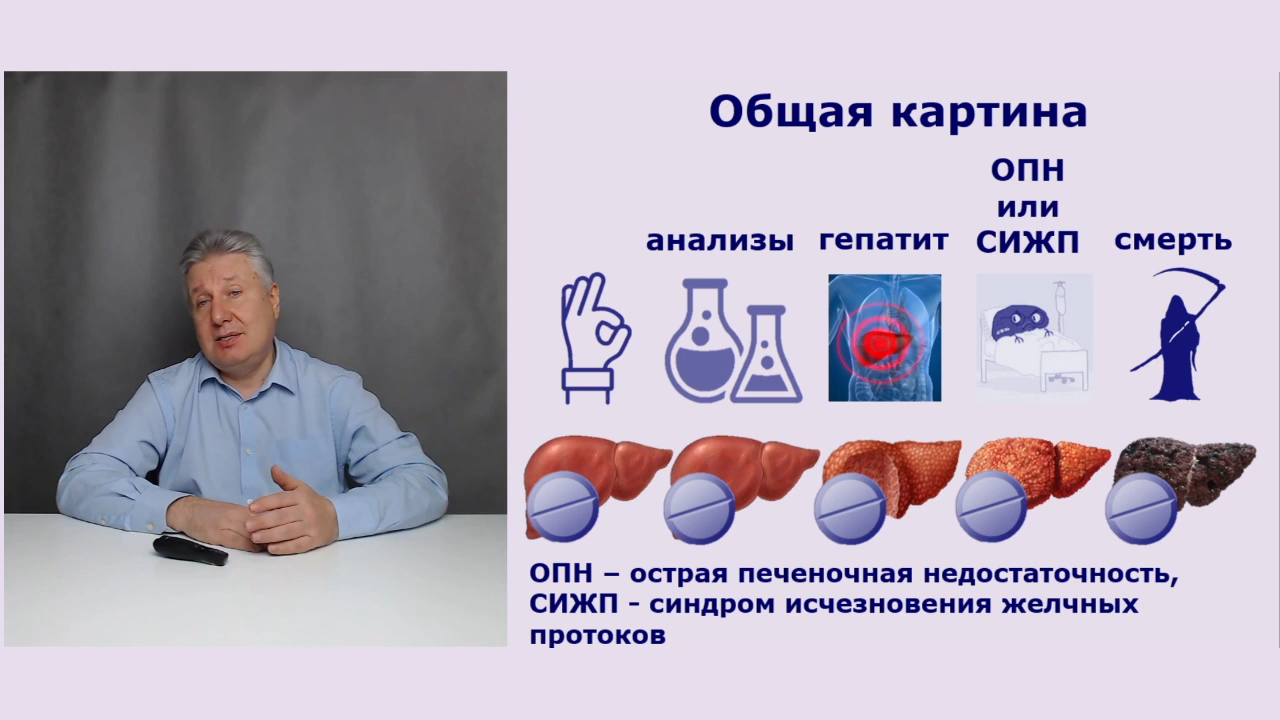 Общая картина
ОПН
или
СИЖП
анализы
гепатит
смерть
ОПН – острая печеночная недостаточность,
СИЖП - синдром исчезновения желчных
протоков